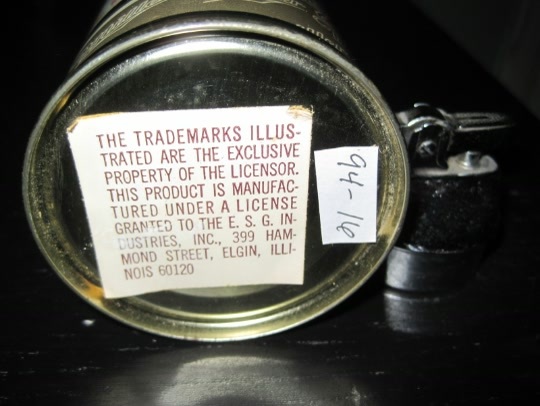 THE TRADEMARKS ILLUS-
TRATED ARE THE EXCLUSIVE
PROPERTY OF THE LICENSOR.
THIS PRODUCT IS MANUFAC-
TURED UNDER A LICENSE
GRANTED TO THE E. S. G. IN-
DUSTRIES, INC., 399 HAM-
MOND STREET, ELGIN, ILLI-
NOIS 60120
94-16